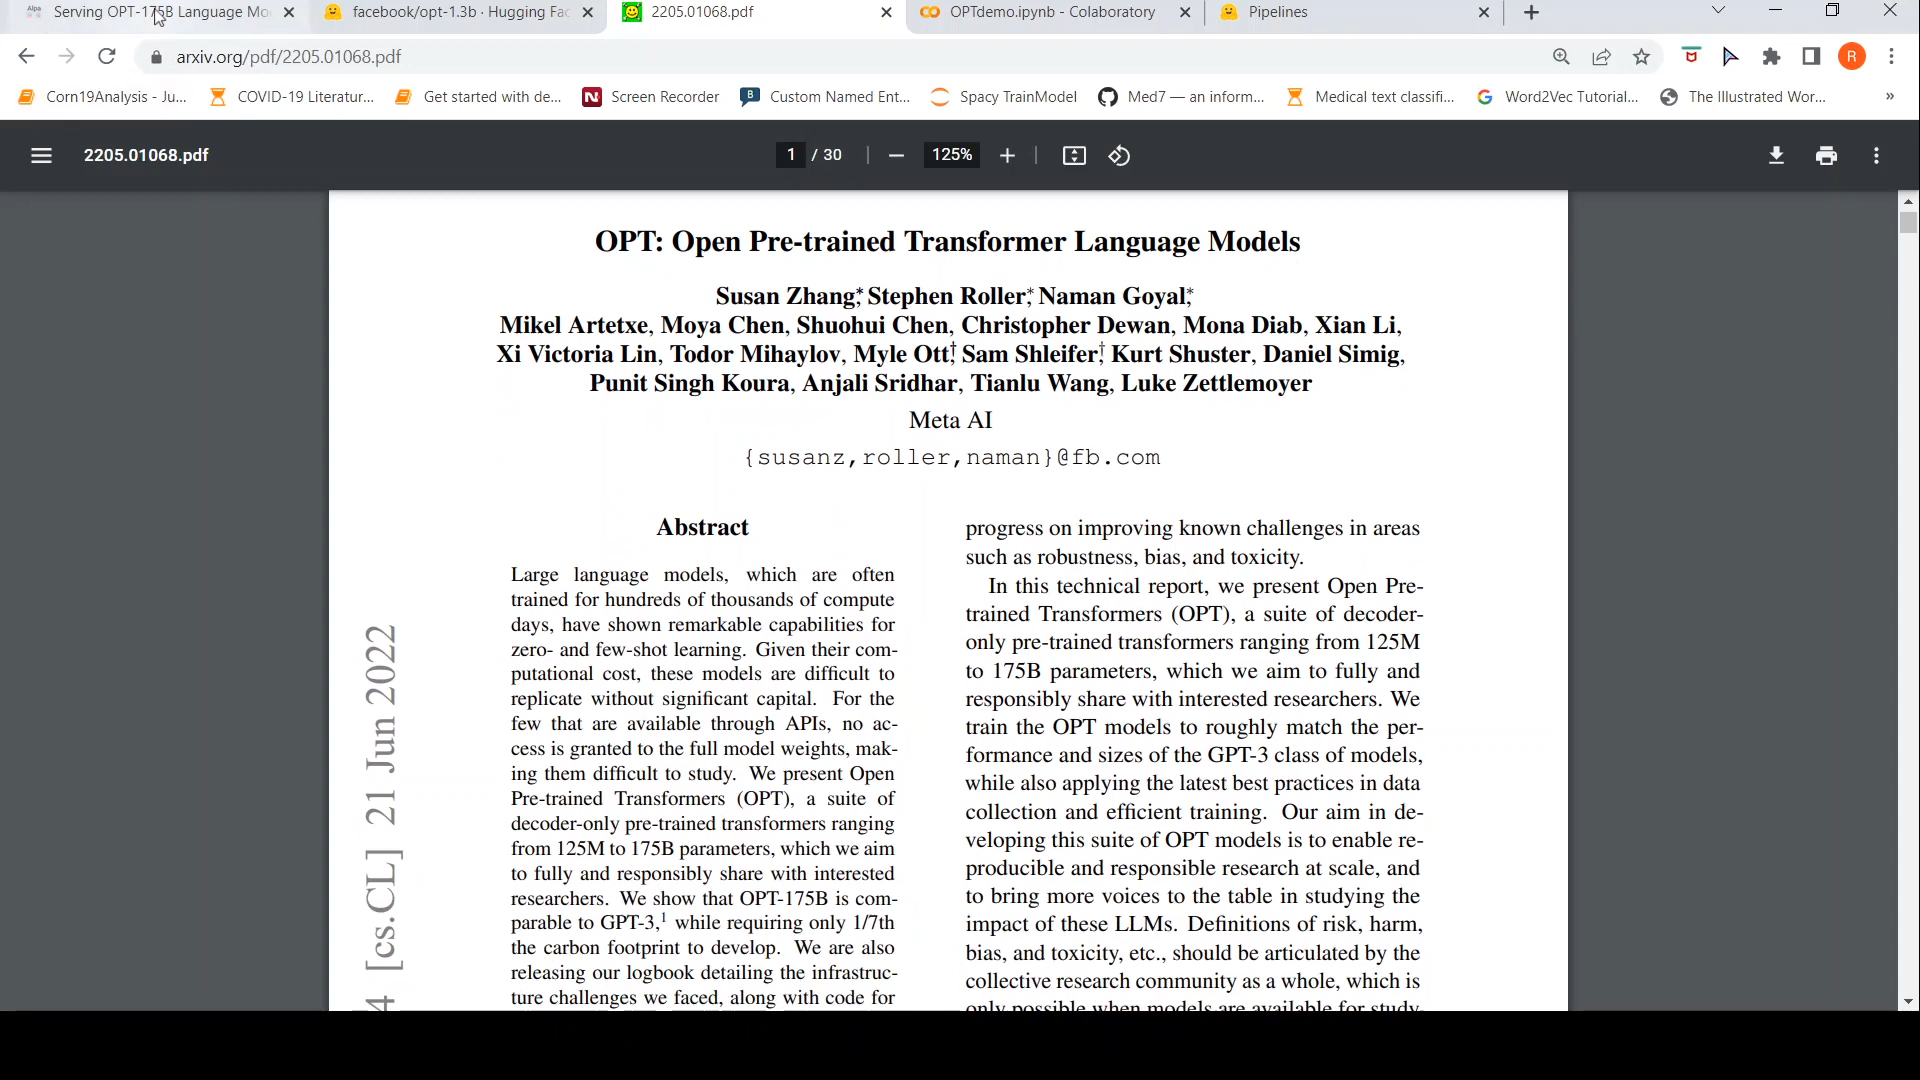 Alpa Serving OPT-175B Language Mo
facebook/opt-1.3b · Hugging Fac
2205.01068.pdf
OPTdemo.ipynb - Colaboratory
Pipelines
arxiv.org/pdf/2205.01068.pdf
R
Corn19Analysis - Ju...
COVID-19 Literatur...
Get started with de...
N Screen Recorder
B Custom Named Ent...
Spacy TrainModel
Med7 — an inform...
Medical text classifi...
G Word2Vec Tutorial...
The Illustrated Wor...
»
2205.01068.pdf
1 / 30
125%
OPT: Open Pre-trained Transformer Language Models
Susan Zhang,* Stephen Roller,* Naman Goyal,*
Mikel Artetxe, Moya Chen, Shuohui Chen, Christopher Dewan, Mona Diab, Xian Li,
Xi Victoria Lin, Todor Mihaylov, Myle Ott,† Sam Shleifer,† Kurt Shuster, Daniel Simig,
Punit Singh Koura, Anjali Sridhar, Tianlu Wang, Luke Zettlemoyer
Meta AI
{susanz,roller,naman}@fb.com
Abstract
Large language models, which are often
trained for hundreds of thousands of compute
days, have shown remarkable capabilities for
zero- and few-shot learning. Given their com-
putational cost, these models are difficult to
replicate without significant capital. For the
few that are available through APIs, no ac-
cess is granted to the full model weights, mak-
ing them difficult to study. We present Open
Pre-trained Transformers (OPT), a suite of
decoder-only pre-trained transformers ranging
from 125M to 175B parameters, which we aim
to fully and responsibly share with interested
researchers. We show that OPT-175B is com-
parable to GPT-3,1 while requiring only 1/7th
the carbon footprint to develop. We are also
releasing our logbook detailing the infrastruc-
ture challenges we faced, along with code for
progress on improving known challenges in areas
such as robustness, bias, and toxicity.
In this technical report, we present Open Pre-
trained Transformers (OPT), a suite of decoder-
only pre-trained transformers ranging from 125M
to 175B parameters, which we aim to fully and
responsibly share with interested researchers. We
train the OPT models to roughly match the per-
formance and sizes of the GPT-3 class of models,
while also applying the latest best practices in data
collection and efficient training. Our aim in de-
veloping this suite of OPT models is to enable re-
producible and responsible research at scale, and
to bring more voices to the table in studying the
impact of these LLMs. Definitions of risk, harm,
bias, and toxicity, etc., should be articulated by the
collective research community as a whole, which is
only possible when models are available for study.
4 [cs.CL] 21 Jun 2022